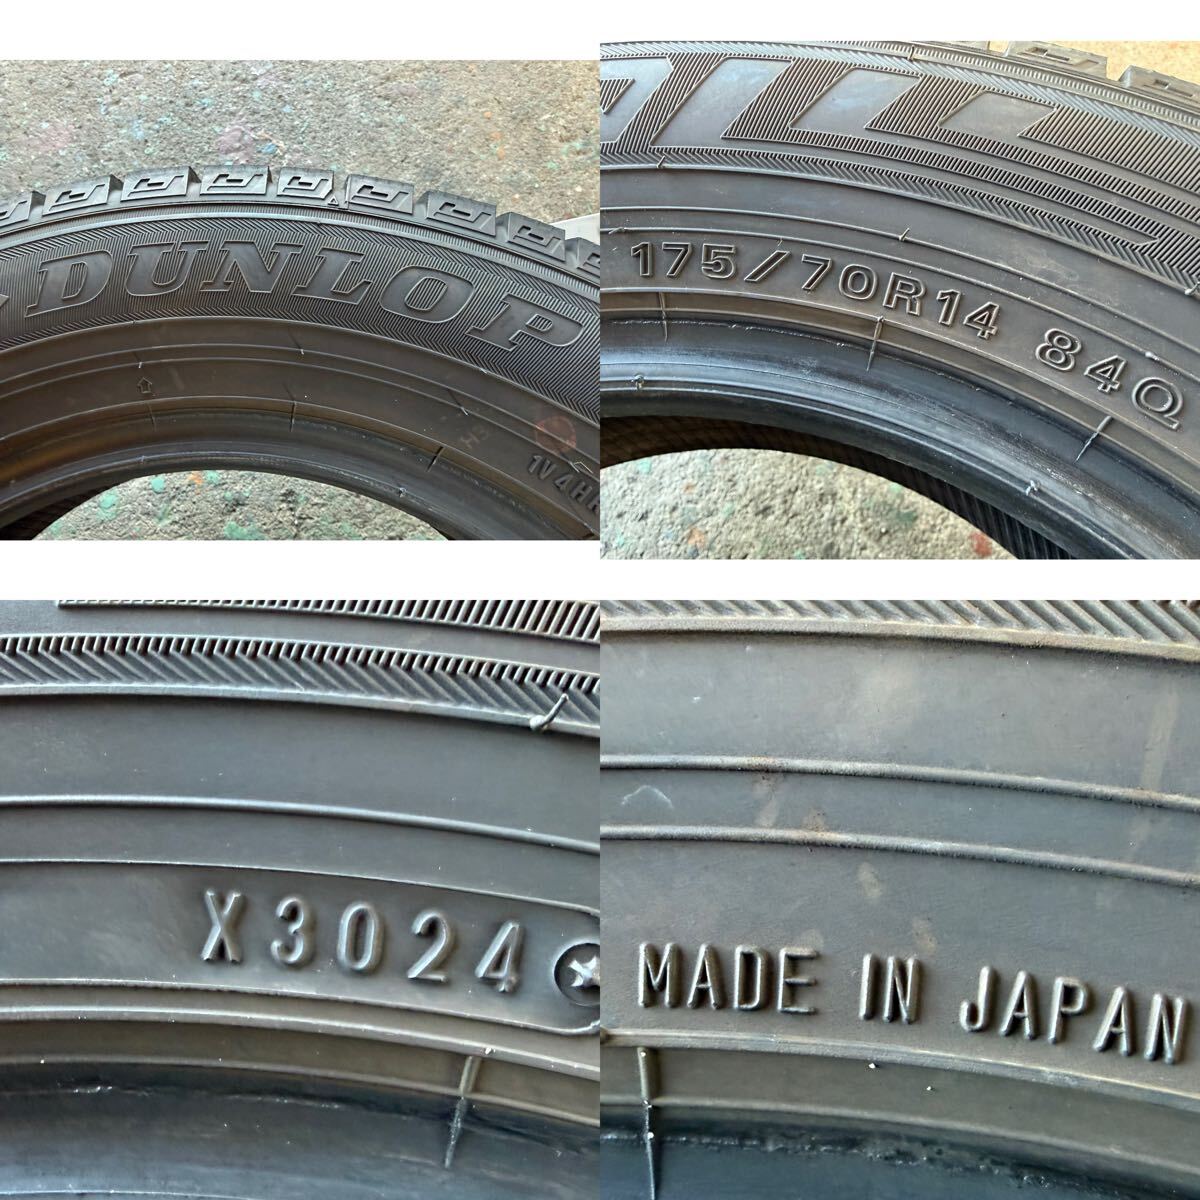 DUNLOP
175/70R14 84Q
X3024
MADE IN JAPAN